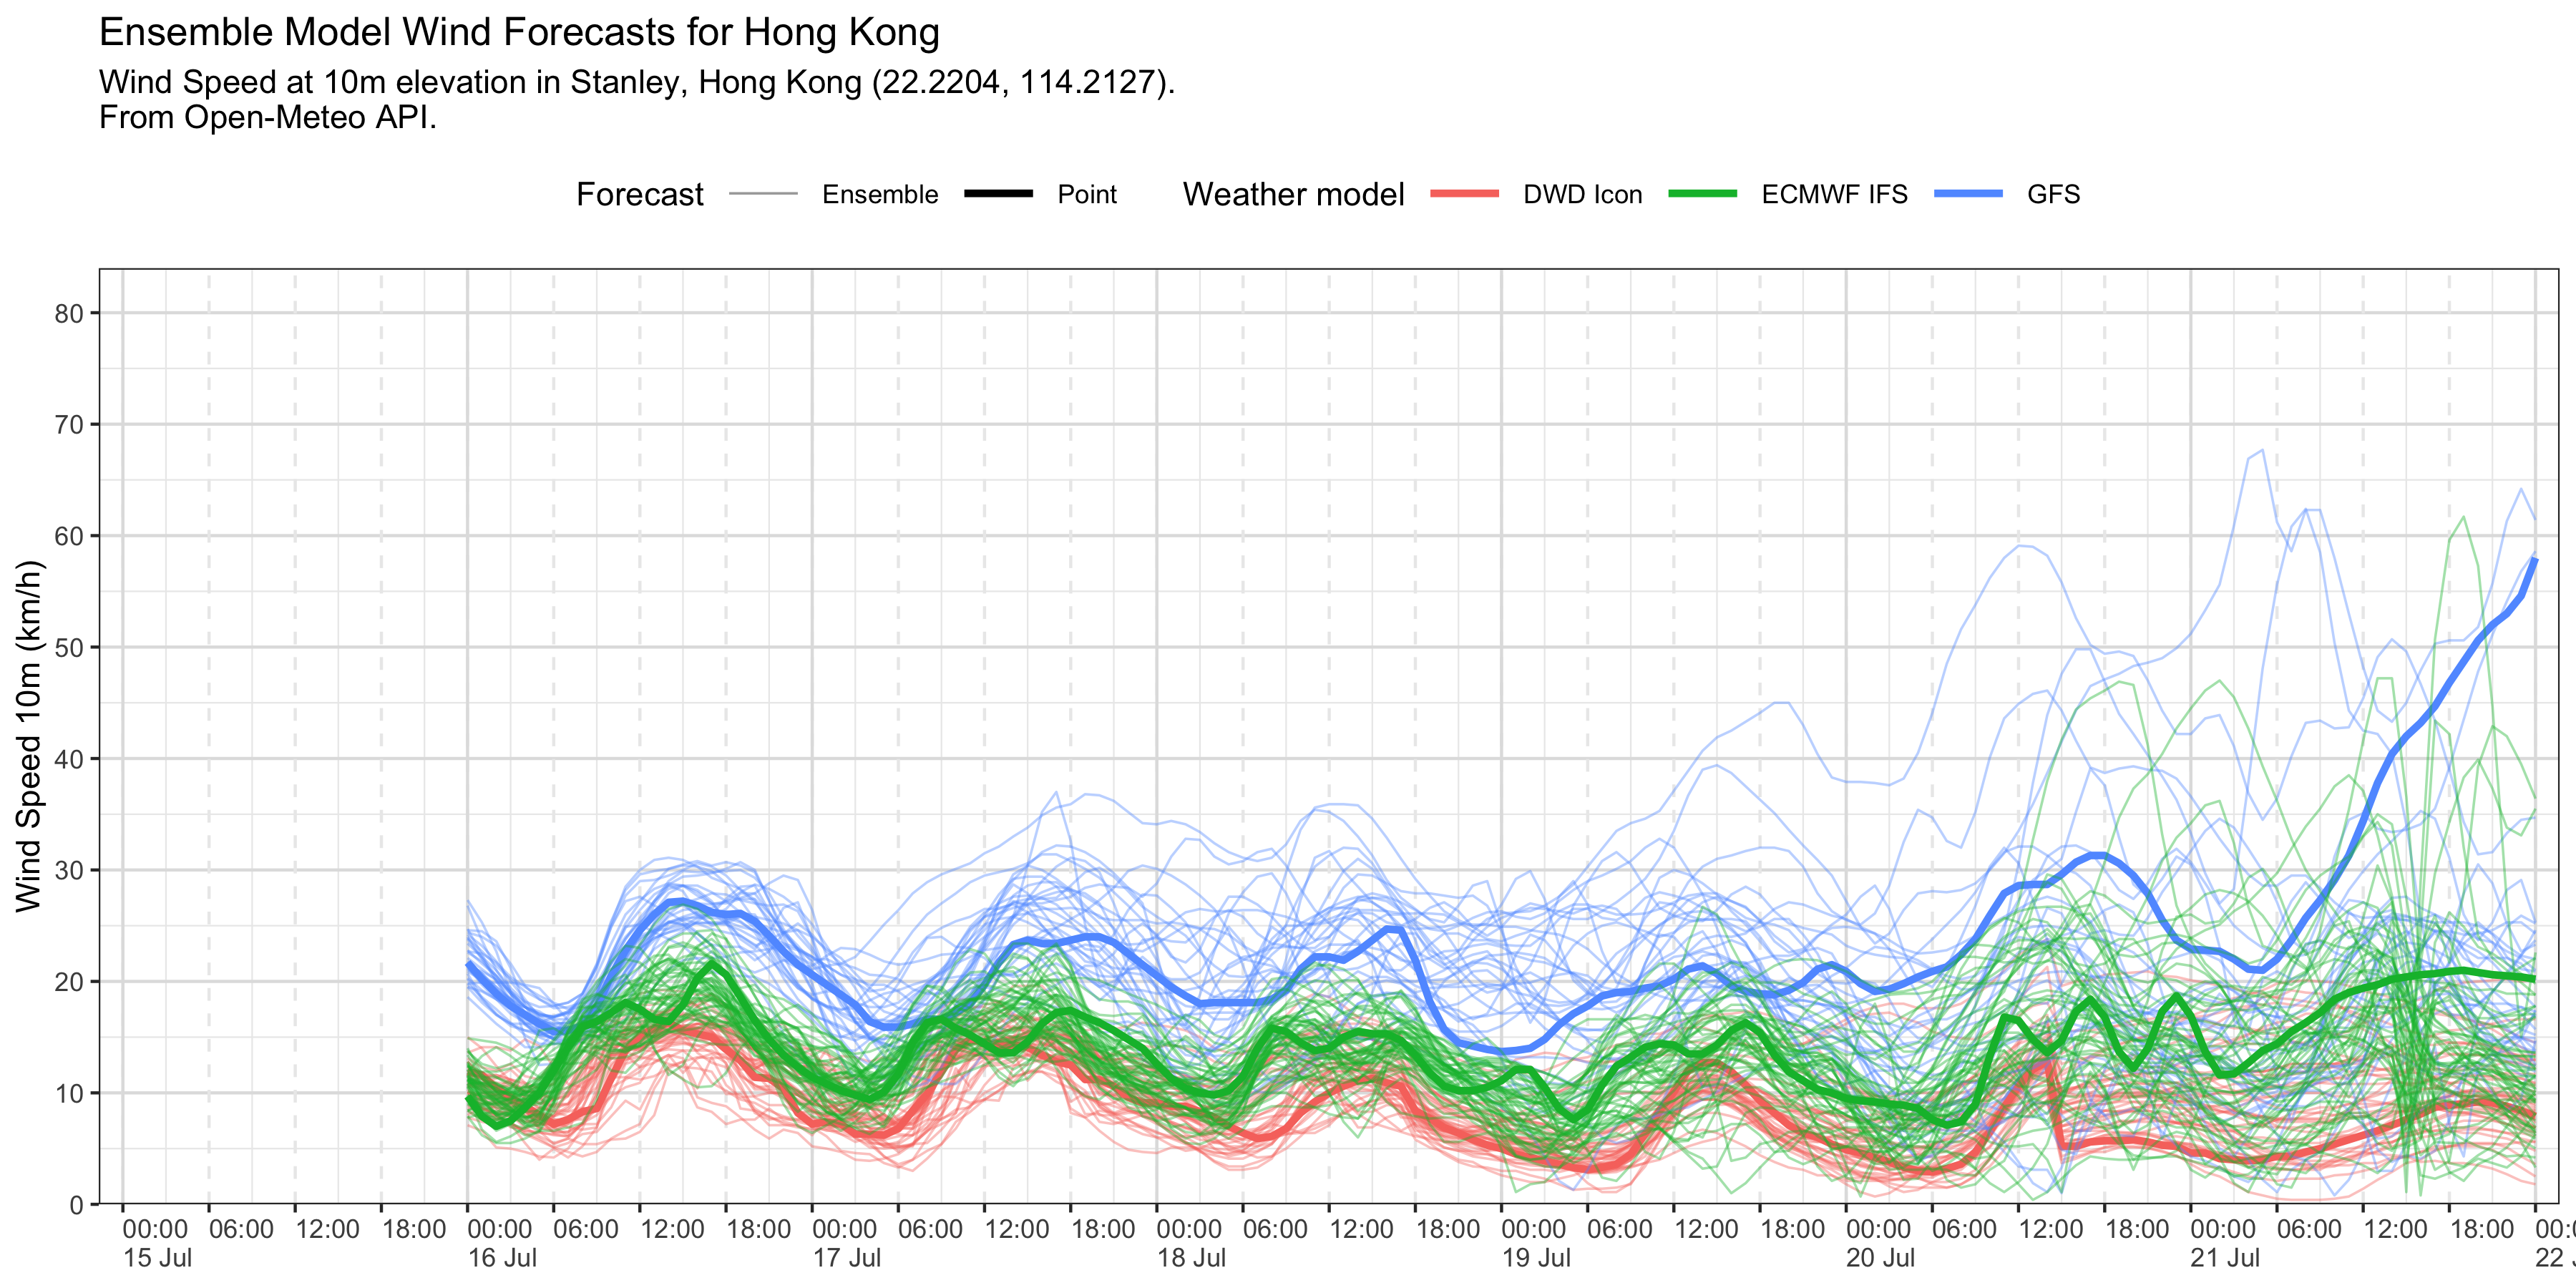 Ensemble Model Wind Forecasts for Hong Kong
Wind Speed at 10m elevation in Stanley, Hong Kong (22.2204, 114.2127).
From Open-Meteo API.
Forecast Ensemble Point Weather model DWD Icon ECMWF IFS GFS
Wind Speed 10m (km/h)
80
70
60
50
40
30
20
10
0
00:00 06:00 12:00 18:00 00:00 06:00 12:00 18:00 00:00 06:00 12:00 18:00 00:00 06:00 12:00 18:00 00:00 06:00 12:00 18:00 00:00 06:00 12:00 18:00 00:00 06:00 12:00 18:00
15 Jul 16 Jul 17 Jul 18 Jul 19 Jul 20 Jul 21 Jul 22